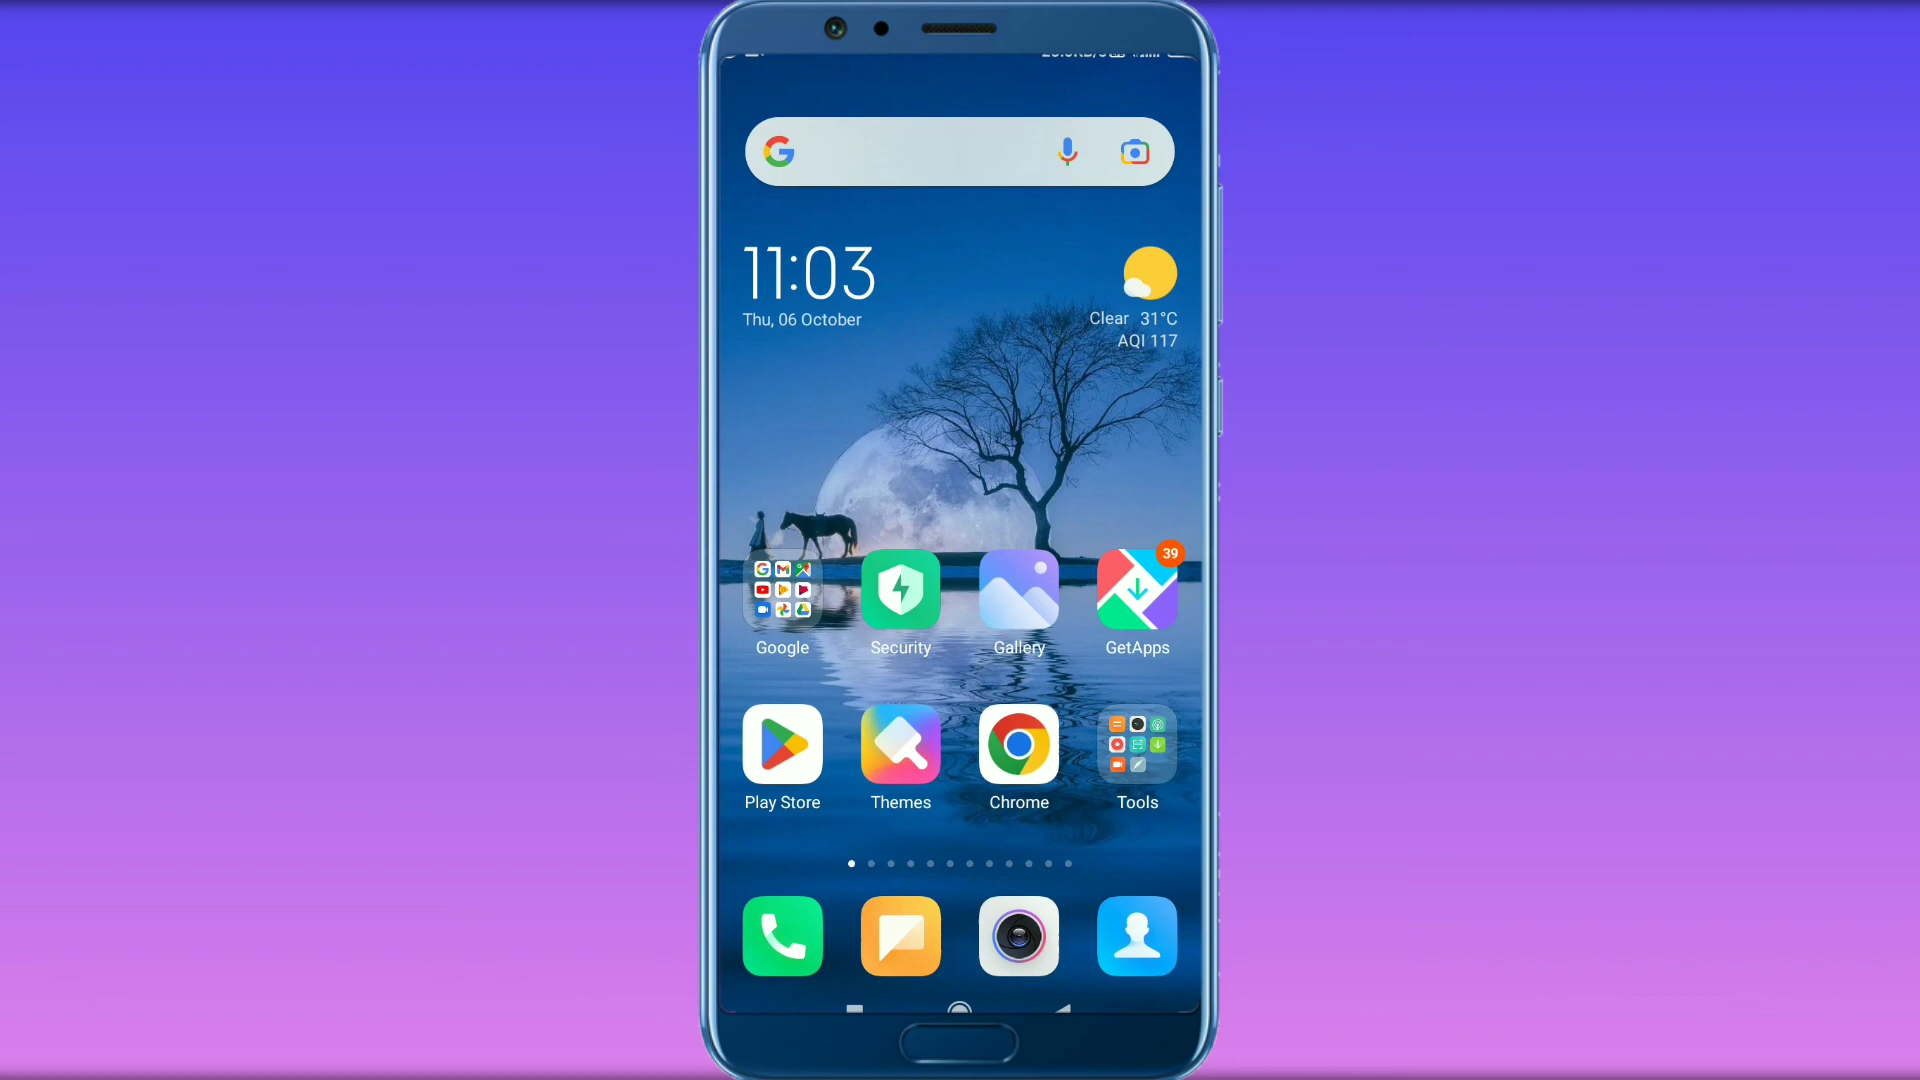 11:03
Thu, 06 October
Clear 31°C
AQI 117
39
Google
Security
Gallery
GetApps
Play Store
Themes
Chrome
Tools